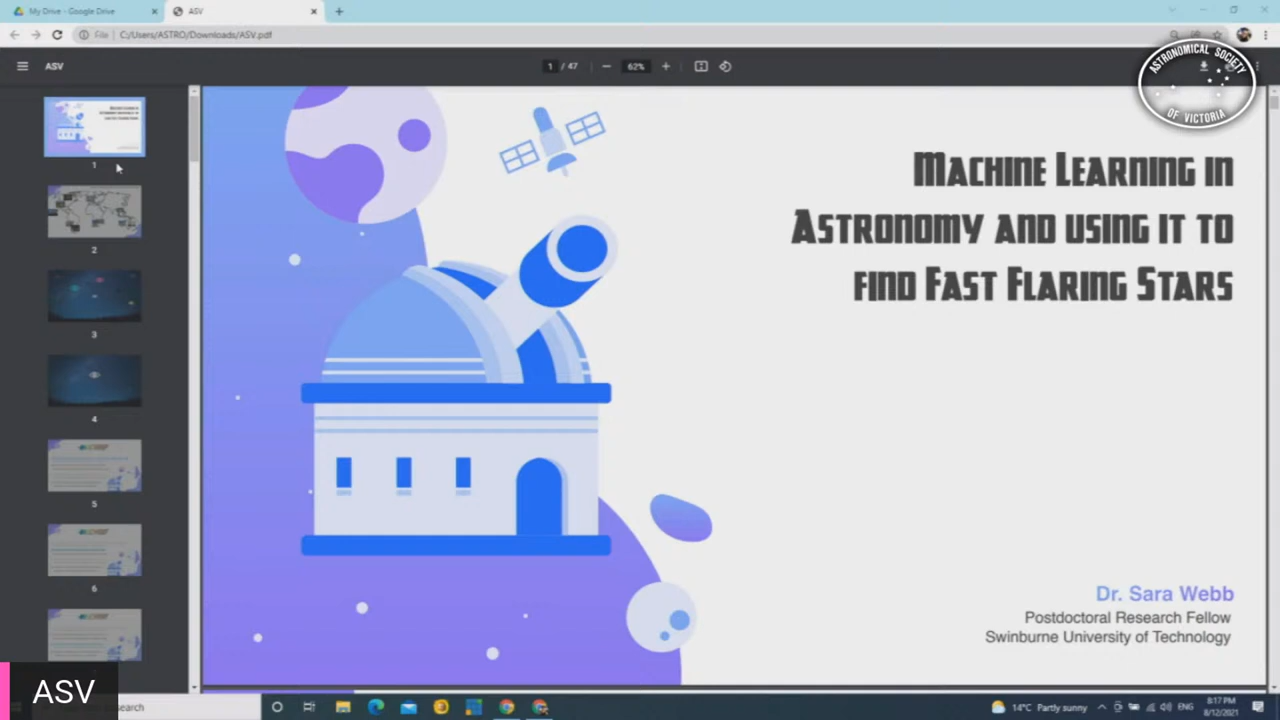 My Drive - Google Drive
ASV
File
C:/Users/ASTRO/Downloads/ASV.pdf
ASV
1 / 47
62%
ASTRONOMICAL SOCIETY
OF VICTORIA
1
2
3
4
5
6
Machine Learning in
Astronomy and using it to
find Fast Flaring Stars
Dr. Sara Webb
Postdoctoral Research Fellow
Swinburne University of Technology
ASV
14°C Partly sunny
ENG
8:17 PM
8/12/2021